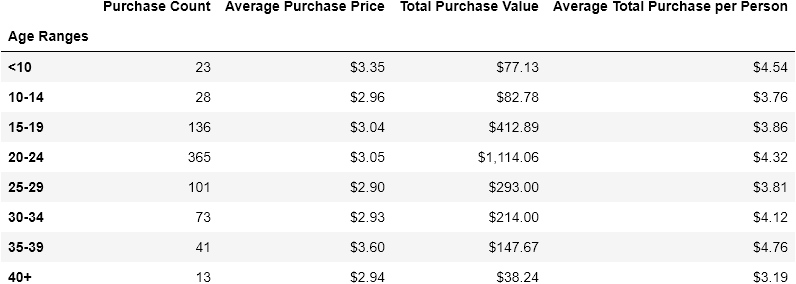 Purchase Count Average Purchase Price Total Purchase Value Average Total Purchase per Person
Age Ranges
<10 23 $3.35 $77.13 $4.54
10-14 28 $2.96 $82.78 $3.76
15-19 136 $3.04 $412.89 $3.86
20-24 365 $3.05 $1,114.06 $4.32
25-29 101 $2.90 $293.00 $3.81
30-34 73 $2.93 $214.00 $4.12
35-39 41 $3.60 $147.67 $4.76
40+ 13 $2.94 $38.24 $3.19